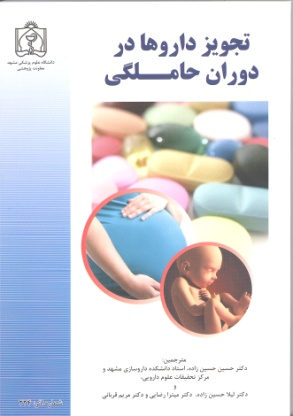 دانشگاه علوم پزشکی مشهد
معاونت پژوهشی
تجویز داروها در
دوران حاملگی
مترجمین:
دکتر حسین حسین زاده، استاد دانشکده داروسازی مشهد و
مرکز تحقیقات علوم دارویی،
و
دکتر لیلا حسین زاده، دکتر میترا رضایی و دکتر مریم قربانی